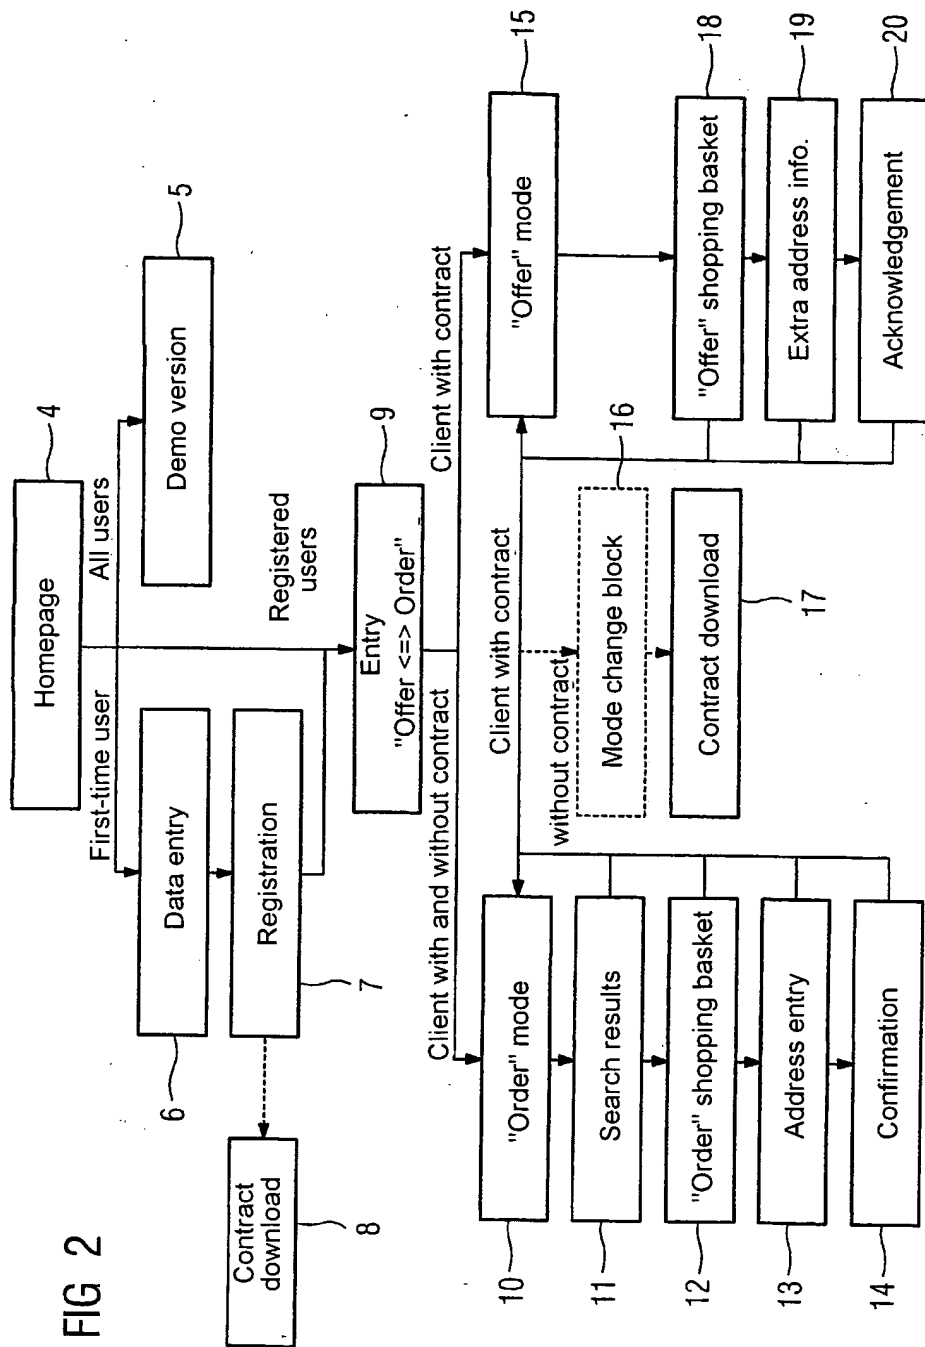 FIG 2
Homepage
4
First-time user
All users
Data entry
6
Demo version
5
Registration
7
Registered
users
Contract
download
8
Entry
"Offer <=> Order"
9
Client with and without contract
Client with contract
"Order" mode
10
Client with contract
"Offer" mode
15
without contract
Search results
11
Mode change block
16
"Order" shopping basket
12
Contract download
17
"Offer" shopping basket
18
Address entry
13
Extra address info.
19
Confirmation
14
Acknowledgement
20